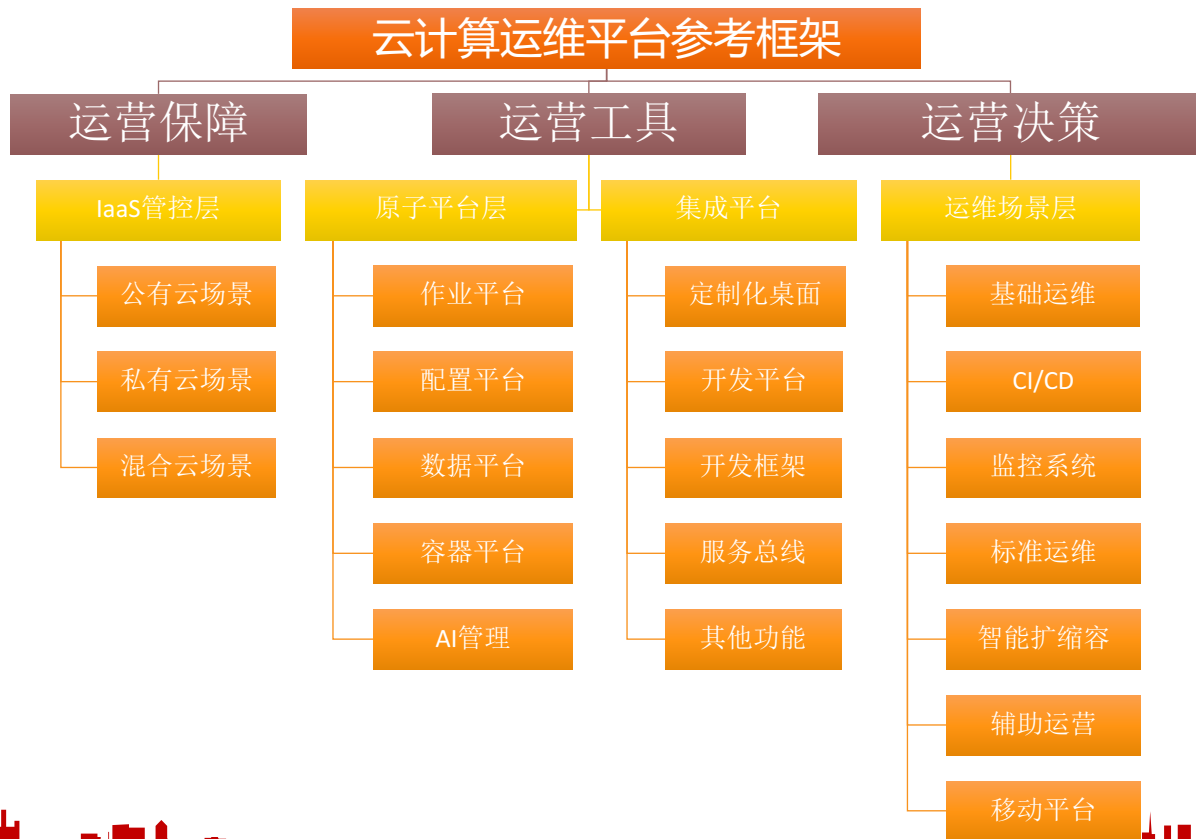 云计算运维平台参考框架
运营保障
运营工具
运营决策
IaaS管控层
原子平台层
集成平台
运维场景层
公有云场景
私有云场景
混合云场景
作业平台
配置平台
数据平台
容器平台
AI管理
定制化桌面
开发平台
开发框架
服务总线
其他功能
基础运维
CI/CD
监控系统
标准运维
智能扩缩容
辅助运营
移动平台